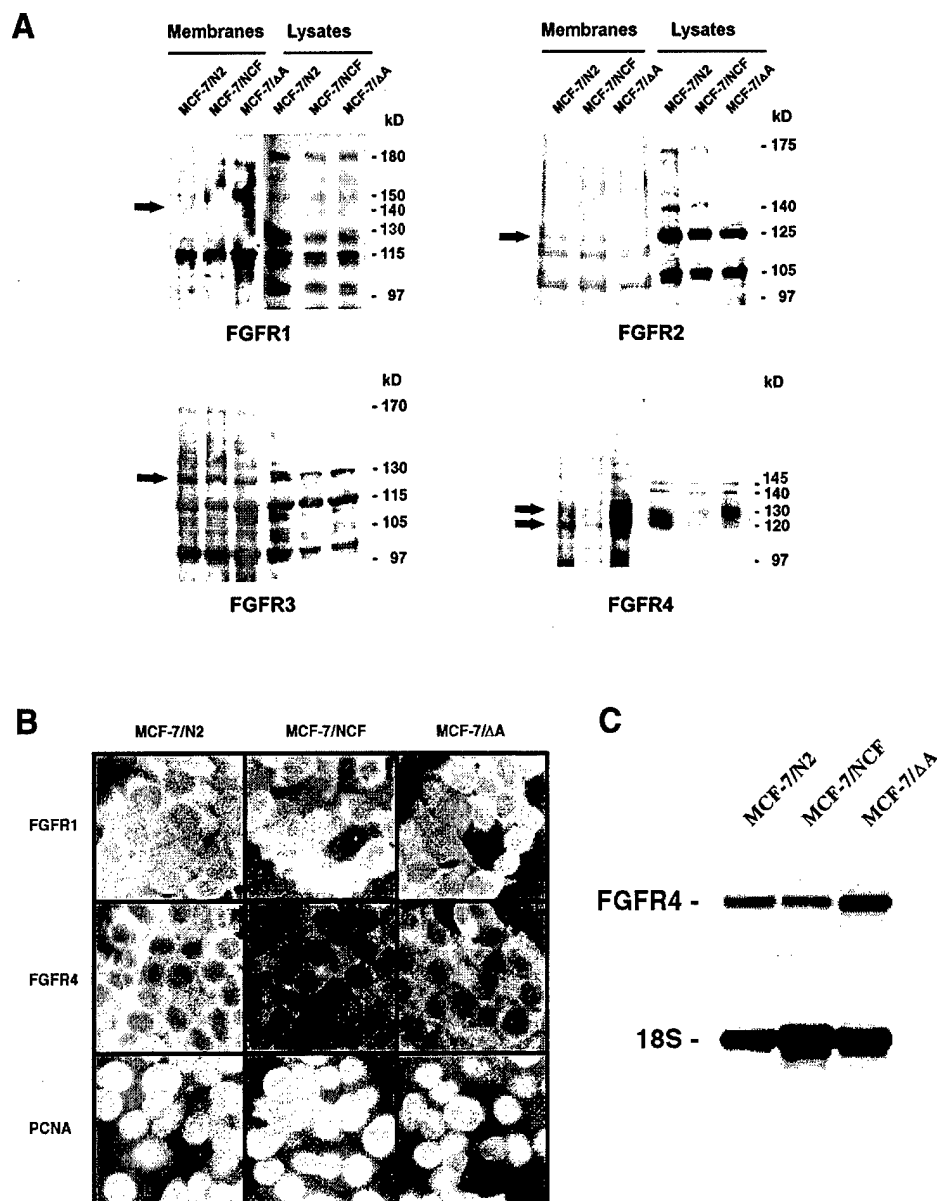 A
Membranes Lysates
MCF-7/N2 MCF-7/NCF MCF-7/ΔA MCF-7/N2 MCF-7/NCF MCF-7/ΔA
kD
- 180
- 150
- 140
- 130
- 115
- 97
FGFR1
Membranes Lysates
MCF-7/N2 MCF-7/NCF MCF-7/ΔA MCF-7/N2 MCF-7/NCF MCF-7/ΔA
kD
- 175
- 140
- 125
- 105
- 97
FGFR2
kD
- 170
- 130
- 115
- 105
- 97
FGFR3
kD
- 145
- 140
- 130
- 120
- 97
FGFR4
B
MCF-7/N2 MCF-7/NCF MCF-7/ΔA
FGFR1
FGFR4
PCNA
C
MCF-7/N2 MCF-7/NCF MCF-7/ΔA
FGFR4 -
18S -